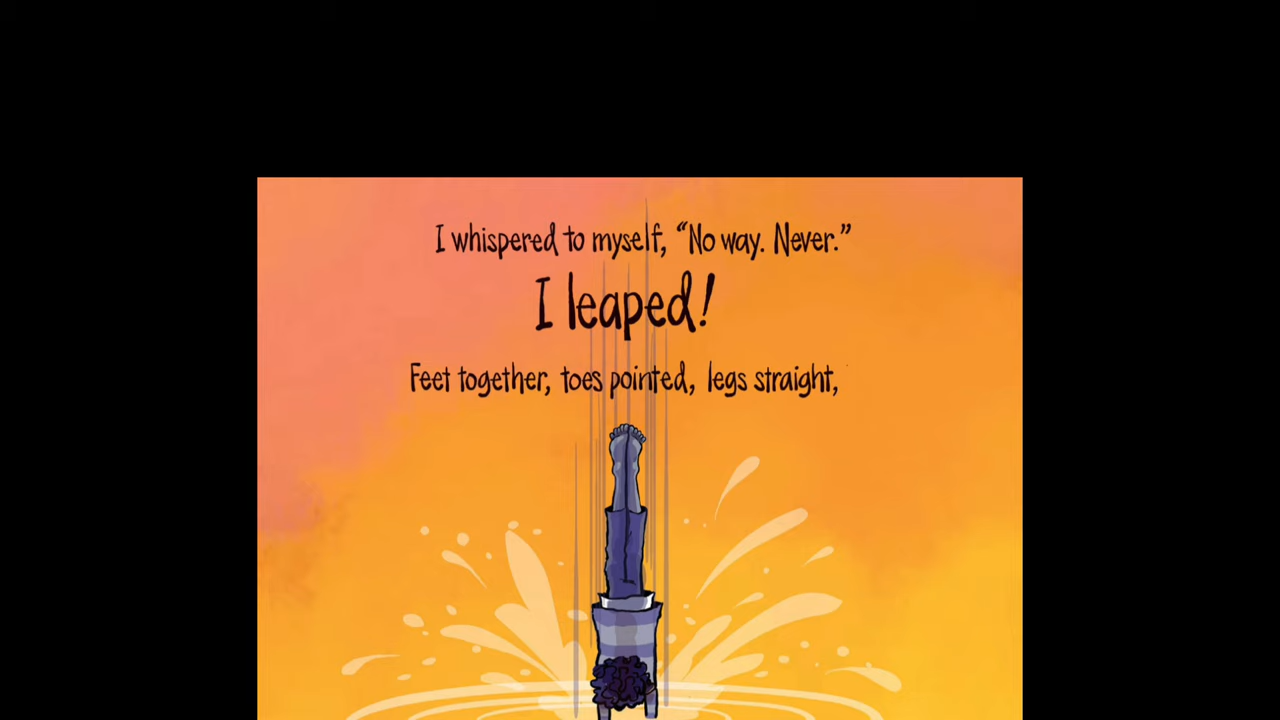 I whispered to myself, “No way. Never.”
I leaped!
Feet together, toes pointed, legs straight,